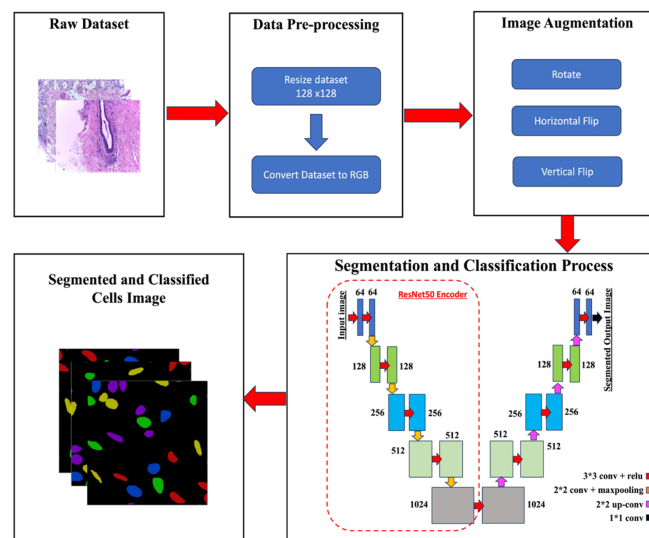 Raw Dataset
Data Pre-processing
Resize dataset
128 x128
Convert Dataset to RGB
Image Augmentation
Rotate
Horizontal Flip
Vertical Flip
Segmented and Classified
Cells Image
Segmentation and Classification Process
ResNet50 Encoder
Input image
64 64
128 128
256 256
512 512
1024 1024
512 512
256 256
128 128
64 64
Segmented Output Image
3*3 conv + relu
2*2 conv + maxpooling
2*2 up-conv
1*1 conv